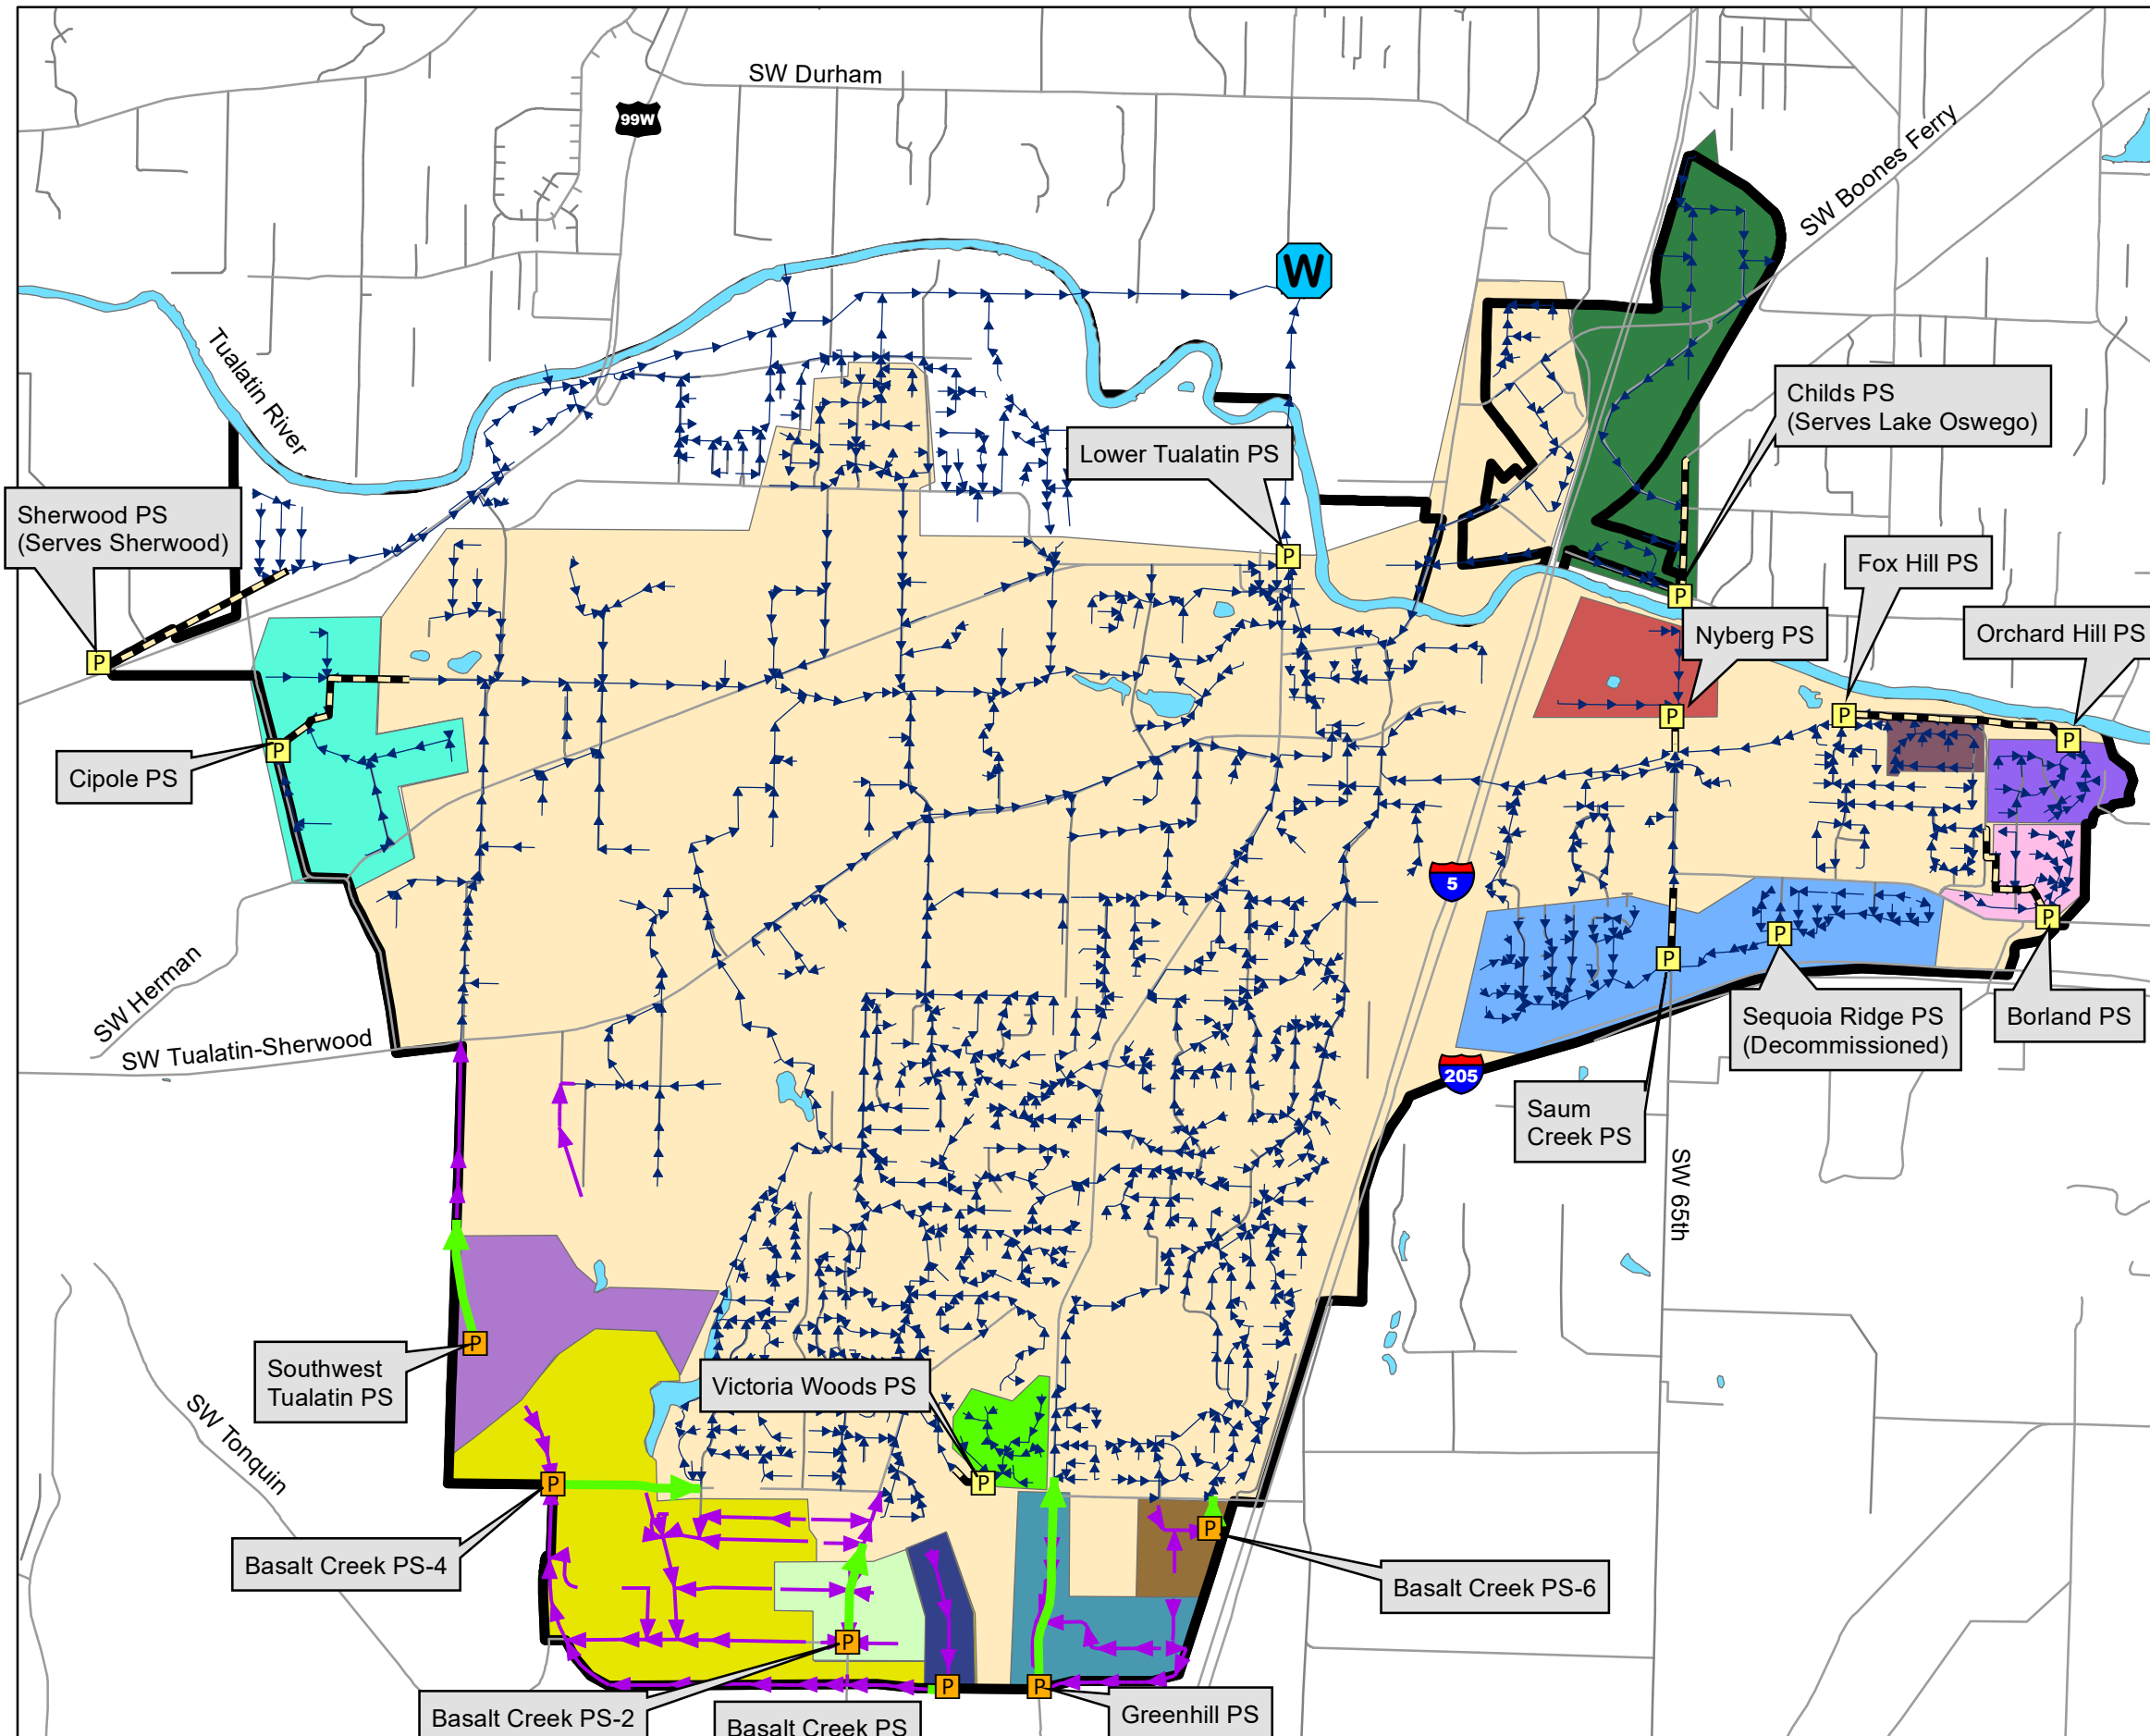 SW Durham
99W
SW Boones Ferry
W
Tualatin River
Childs PS
(Serves Lake Oswego)
Lower Tualatin PS
Sherwood PS
(Serves Sherwood)
P
Fox Hill PS
P
P
Nyberg PS
Orchard Hill PS
P
P
P
P
P
Cipole PS
5
P
P
P
SW Herman
SW Tualatin-Sherwood
Sequoia Ridge PS
(Decommissioned)
Borland PS
205
Saum
Creek PS
SW 65th
P
Southwest
Tualatin PS
Victoria Woods PS
SW Tonquin
P
P
P
Basalt Creek PS-4
Basalt Creek PS-6
P
P
P
Basalt Creek PS-2
Basalt Creek PS
Greenhill PS